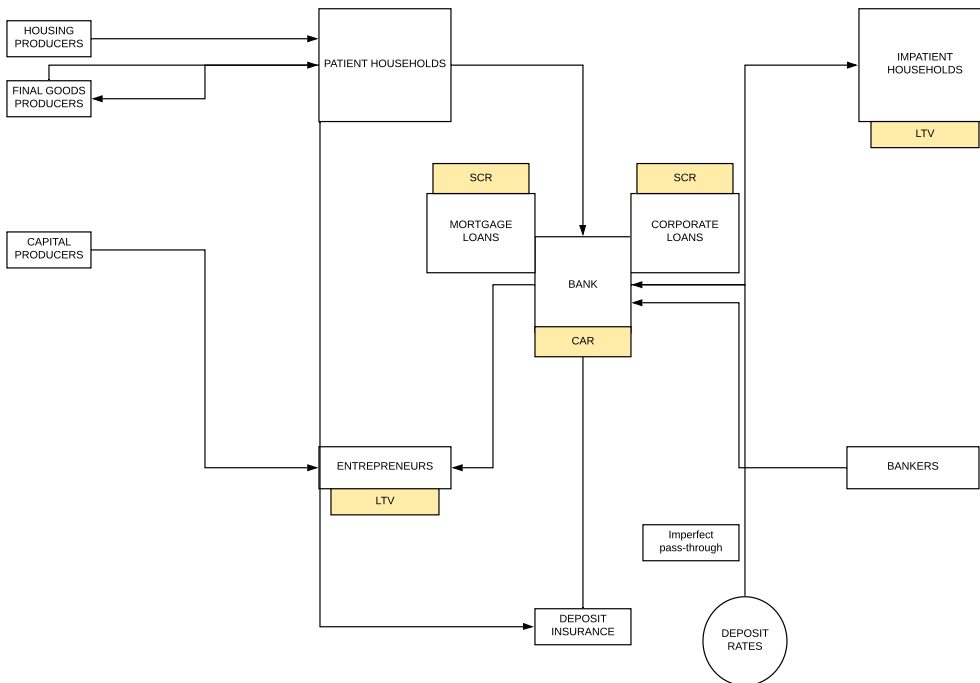 HOUSING
PRODUCERS
PATIENT HOUSEHOLDS
IMPATIENT
HOUSEHOLDS
FINAL GOODS
PRODUCERS
LTV
SCR
SCR
MORTGAGE
LOANS
CORPORATE
LOANS
CAPITAL
PRODUCERS
BANK
CAR
ENTREPRENEURS
BANKERS
LTV
Imperfect
pass-through
DEPOSIT
INSURANCE
DEPOSIT
RATES